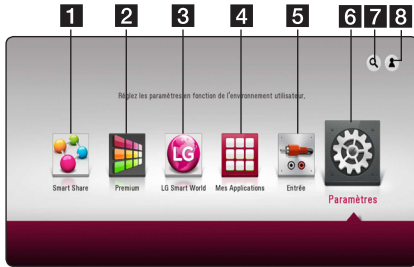 1 2 3 4 5 6 7 8
Réglez les paramètres en fonction de l'environnement utilisateur.
LG
Smart Share Premium LG Smart World Mes Applications Entrée
Paramètres